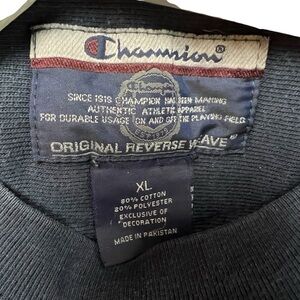 Champion®
SINCE 1919 CHAMPION HAS BEEN MAKING
AUTHENTIC ATHLETIC APPAREL
FOR DURABLE USAGE ON AND OFF THE PLAYING FIELD.
ORIGINAL REVERSE WEAVE®
XL
80% COTTON
20% POLYESTER
EXCLUSIVE OF
DECORATION
MADE IN PAKISTAN